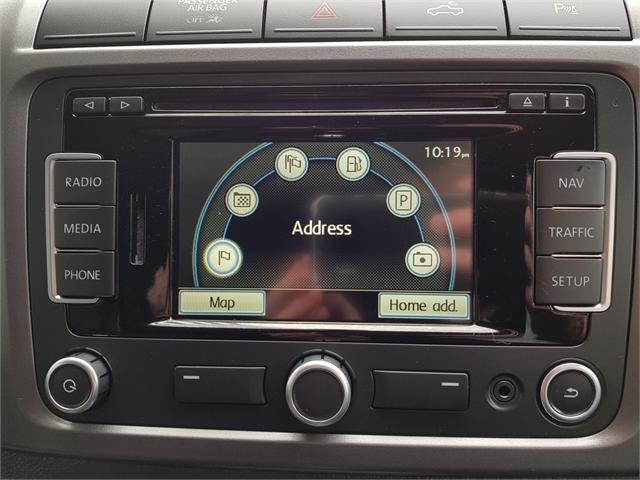 PASSENGER
AIR BAG
OFF
10:19pm
RADIO
MEDIA
PHONE
Address
P
NAV
TRAFFIC
SETUP
i
Map
Home add.